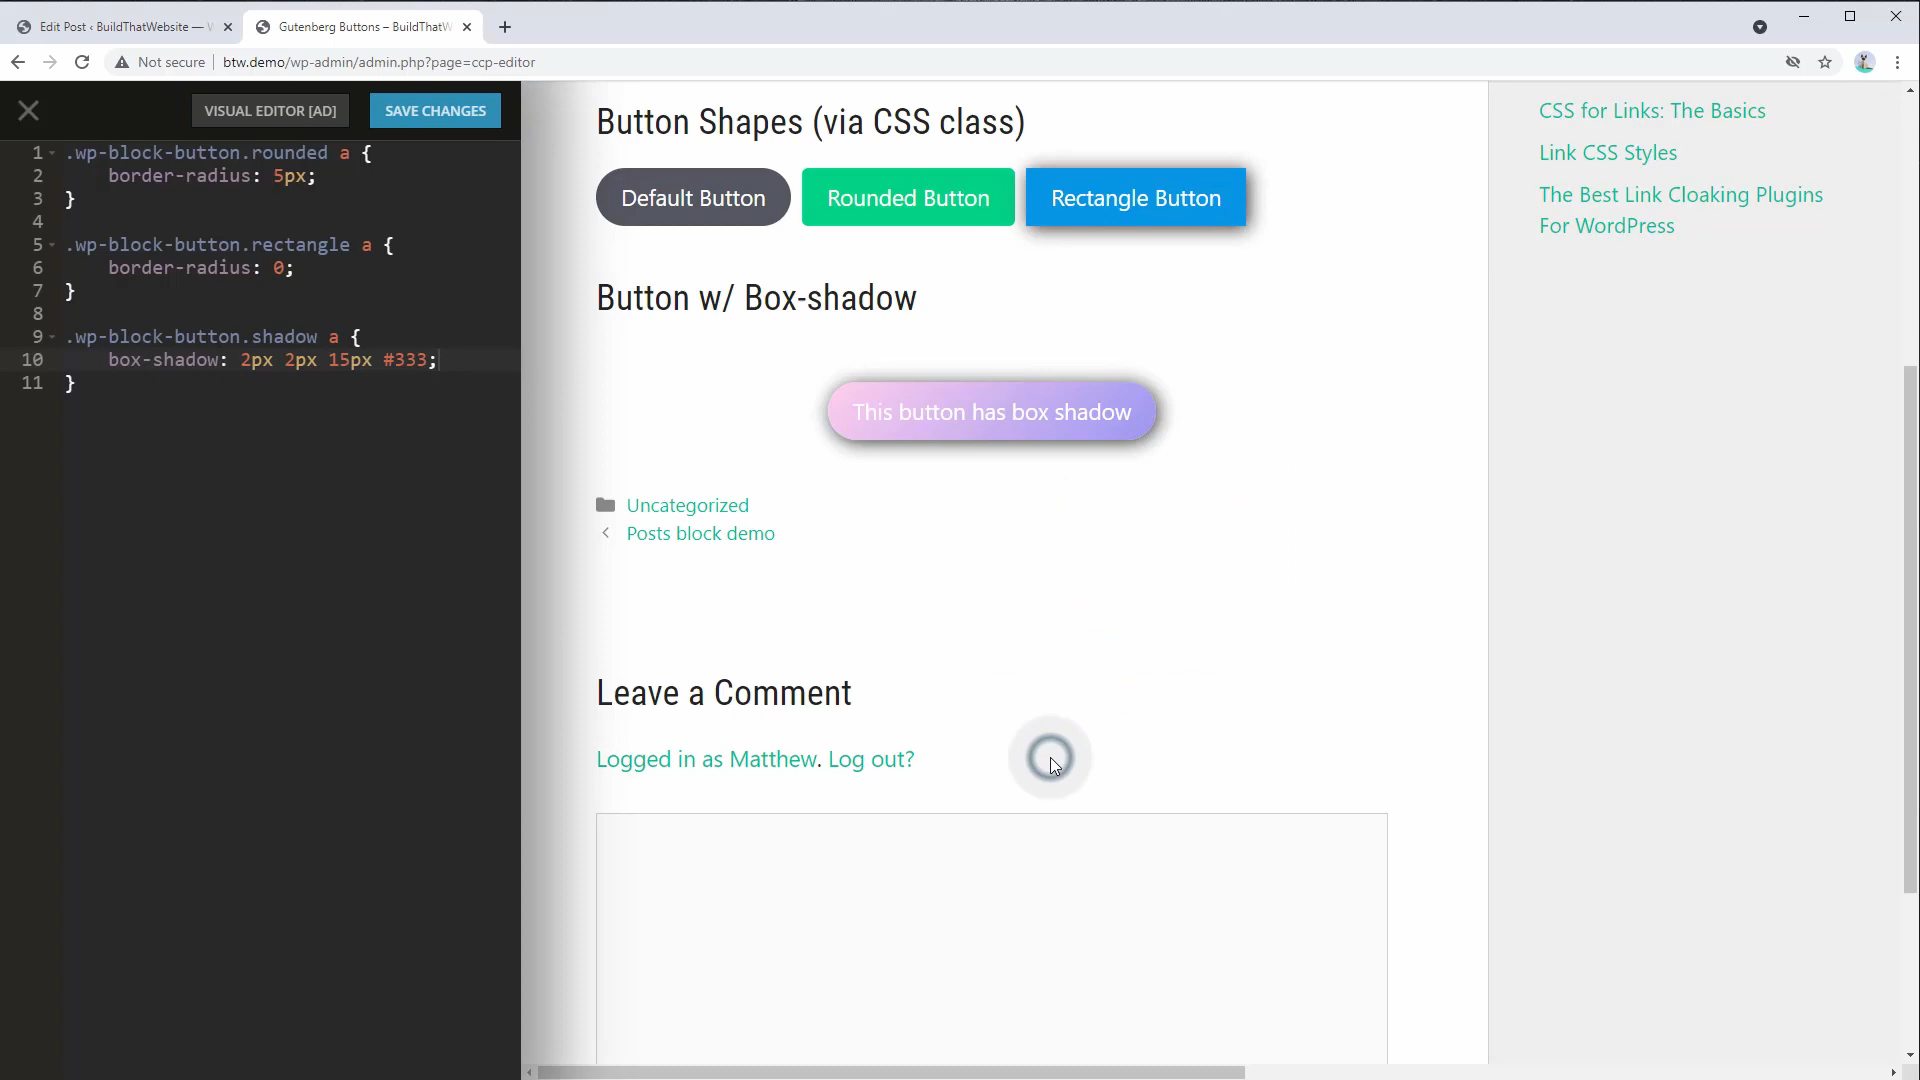 Edit Post ‹ BuildThatWebsite —
Gutenberg Buttons – BuildThatW
Not secure
btw.demo/wp-admin/admin.php?page=ccp-editor
VISUAL EDITOR [AD]
SAVE CHANGES
1 .wp-block-button.rounded a {
2 border-radius: 5px;
3 }
4
5 .wp-block-button.rectangle a {
6 border-radius: 0;
7 }
8
9 .wp-block-button.shadow a {
10 box-shadow: 2px 2px 15px #333;
11 }
Button Shapes (via CSS class)
Default Button
Rounded Button
Rectangle Button
Button w/ Box-shadow
This button has box shadow
Uncategorized
Posts block demo
Leave a Comment
Logged in as Matthew. Log out?
CSS for Links: The Basics
Link CSS Styles
The Best Link Cloaking Plugins
For WordPress